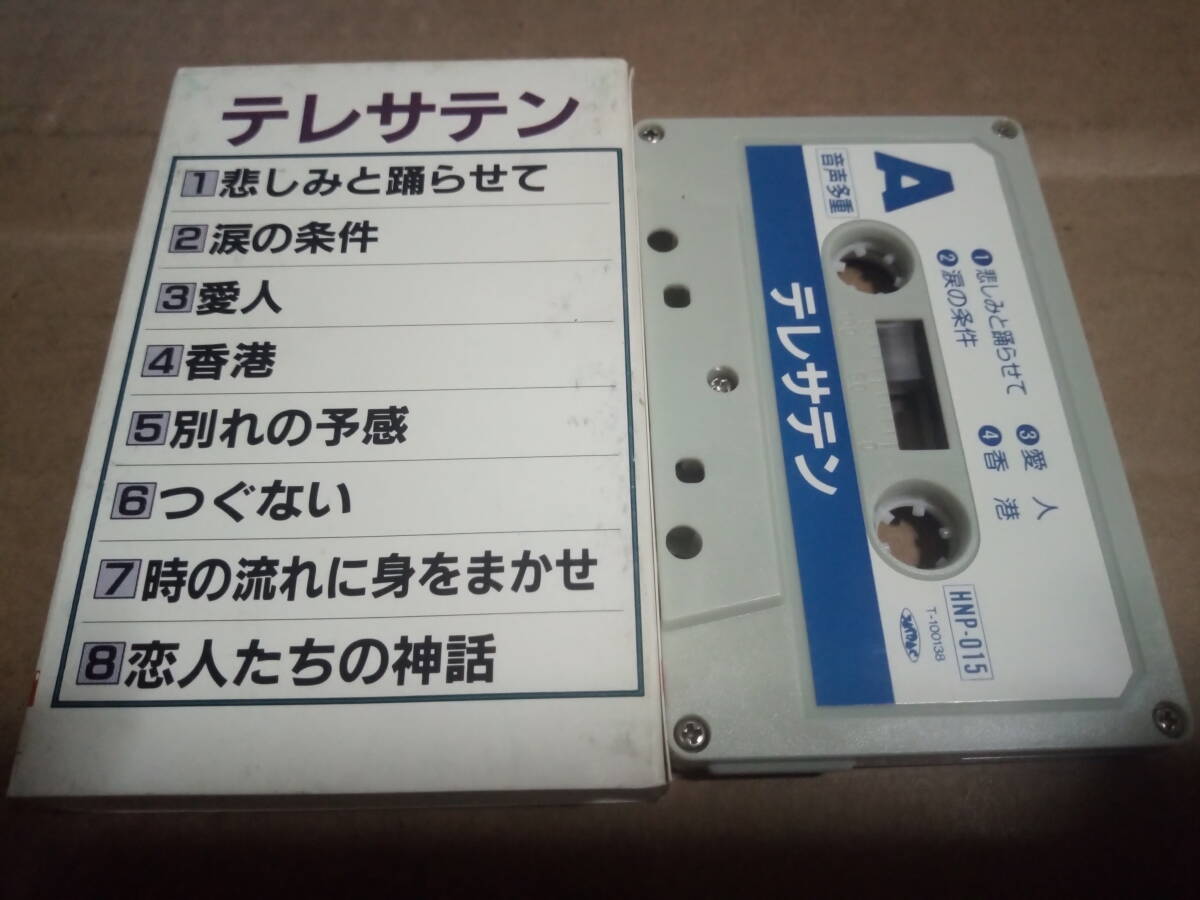 テレサテン
1 悲しみと踊らせて
2 涙の条件
3 愛人
4 香港
5 別れの予感
6 つぐない
7 時の流れに身をまかせ
8 恋人たちの神話
A
音声多重
テレサテン
❶ 悲しみと踊らせて
❷ 涙の条件
❸ 愛人
❹ 香港
HNP-015
T-100138